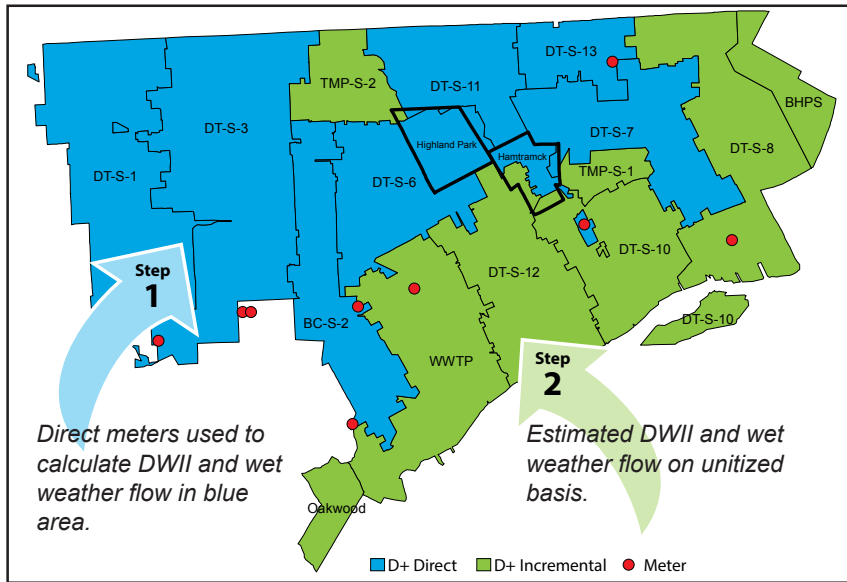 DT-S-13
TMP-S-2
DT-S-11
BHPS
DT-S-3
DT-S-7
Highland Park
Hamtramck
DT-S-8
DT-S-1
DT-S-6
TMP-S-1
DT-S-12
DT-S-10
Step
1
BC-S-2
DT-S-10
WWTP
Step
2
Direct meters used to
calculate DWII and wet
weather flow in blue
area.
Estimated DWII and wet
weather flow on unitized
basis.
Oakwood
D+ Direct
D+ Incremental
Meter